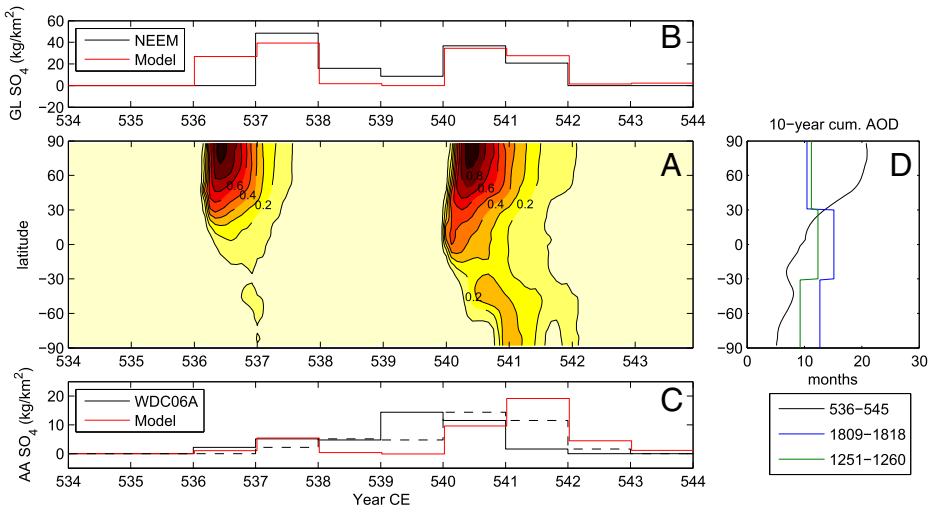 60
40
20
0
−20
GL SO4 (kg/km2)
NEEM
Model
B
534 535 536 537 538 539 540 541 542 543 544
90
60
30
0
−30
−60
−90
latitude
A
0.6
0.4
0.2
0.8
0.6
0.4
0.2
0.2
534 535 536 537 538 539 540 541 542 543
10−year cum. AOD
D
90
30
0
−30
−90
0 10 20 30
months
20
10
0
AA SO4 (kg/km2)
WDC06A
Model
C
534 535 536 537 538 539 540 541 542 543 544
Year CE
536−545
1809−1818
1251−1260